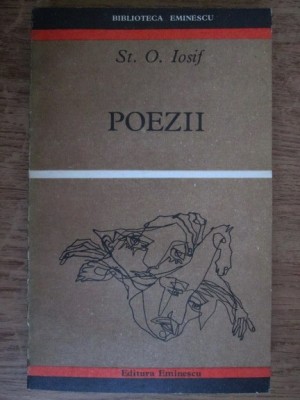 BIBLIOTECA EMINESCU
St. O. Iosif
POEZII
Editura Eminescu